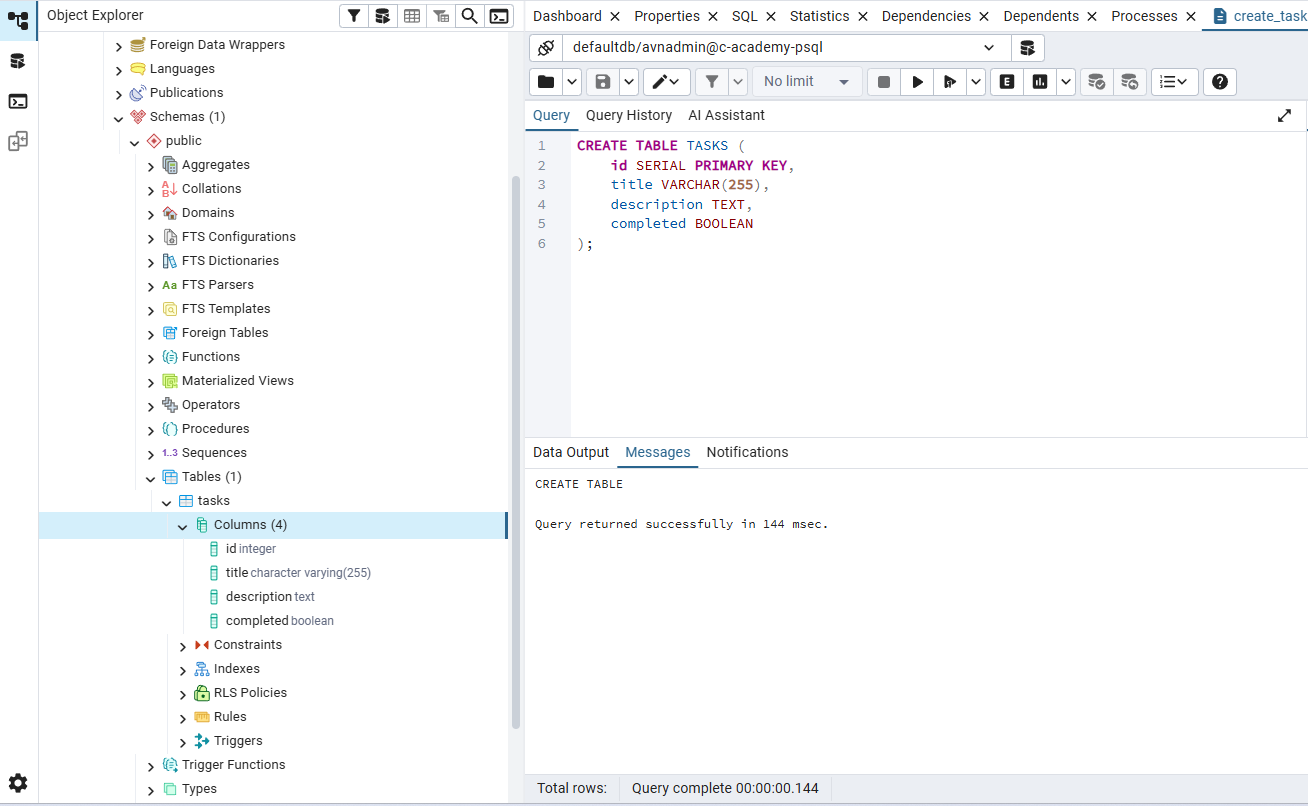 Object Explorer
Foreign Data Wrappers
Languages
Publications
Schemas (1)
public
Aggregates
Collations
Domains
FTS Configurations
FTS Dictionaries
Aa FTS Parsers
FTS Templates
Foreign Tables
Functions
Materialized Views
Operators
Procedures
1..3 Sequences
Tables (1)
tasks
Columns (4)
id integer
title character varying(255)
description text
completed boolean
Constraints
Indexes
RLS Policies
Rules
Triggers
Trigger Functions
Types
Dashboard Properties SQL Statistics Dependencies Dependents Processes create_task
defaultdb/avnadmin@c-academy-psql
No limit E
Query Query History AI Assistant
1 CREATE TABLE TASKS (
2 id SERIAL PRIMARY KEY,
3 title VARCHAR(255),
4 description TEXT,
5 completed BOOLEAN
6 );
Data Output Messages Notifications
CREATE TABLE
Query returned successfully in 144 msec.
Total rows: Query complete 00:00:00.144